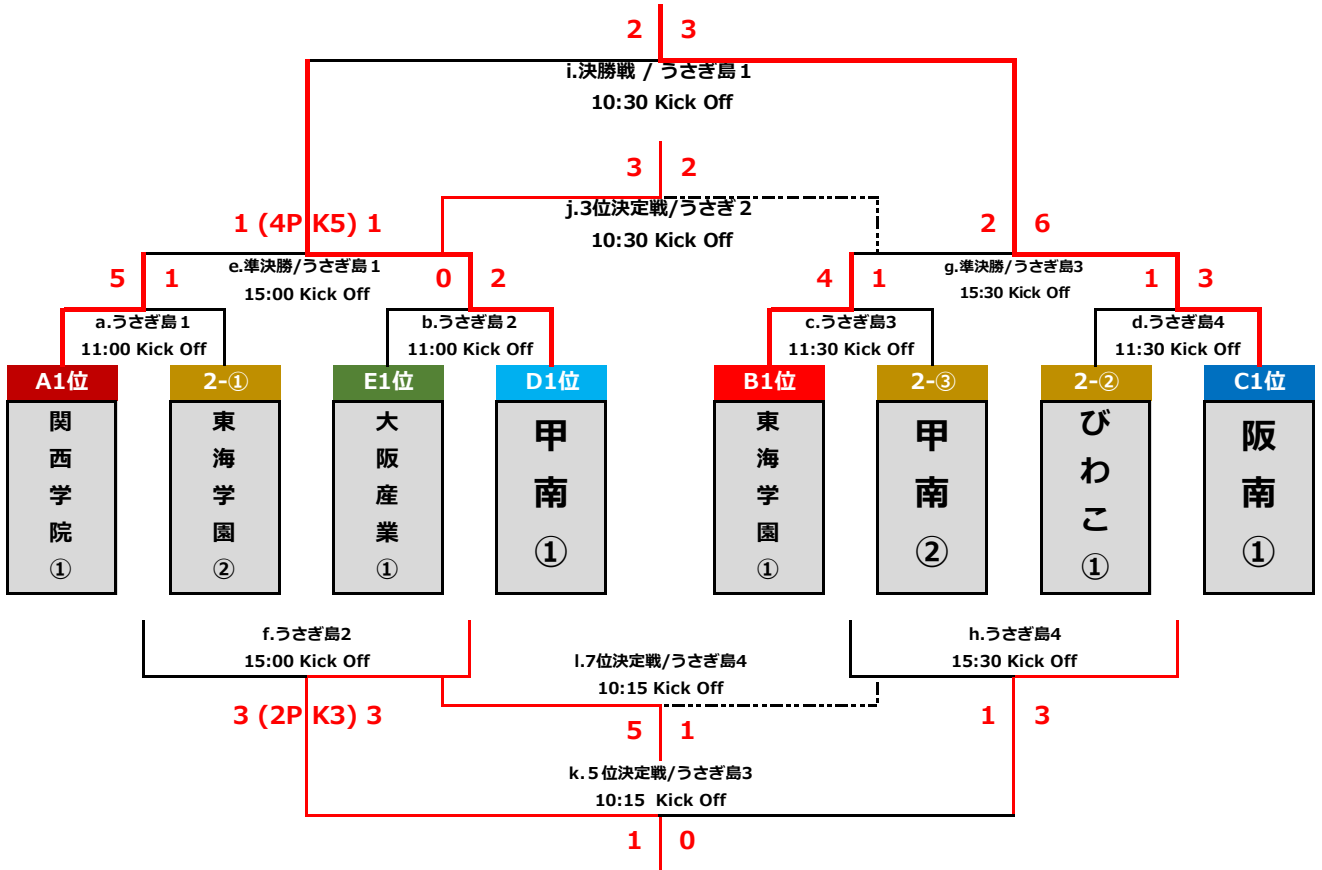 2 3
i.決勝戦 / うさぎ島１
10:30 Kick Off
3 2
j.3位決定戦/うさぎ２
10:30 Kick Off
1 (4P K5) 1
2 6
e.準決勝/うさぎ島１
15:00 Kick Off
g.準決勝/うさぎ島3
15:30 Kick Off
5 1
0 2
4 1
1 3
a.うさぎ島１
11:00 Kick Off
b.うさぎ島２
11:00 Kick Off
c.うさぎ島3
11:30 Kick Off
d.うさぎ島4
11:30 Kick Off
A1位
関西学院①
2-①
東海学園②
E1位
大阪産業①
D1位
甲南①
B1位
東海学園①
2-③
甲南②
2-②
びわこ①
C1位
阪南①
f.うさぎ島2
15:00 Kick Off
h.うさぎ島4
15:30 Kick Off
l.7位決定戦/うさぎ島4
10:15 Kick Off
3 (2P K3) 3
1 3
5 1
k.５位決定戦/うさぎ島3
10:15 Kick Off
1 0